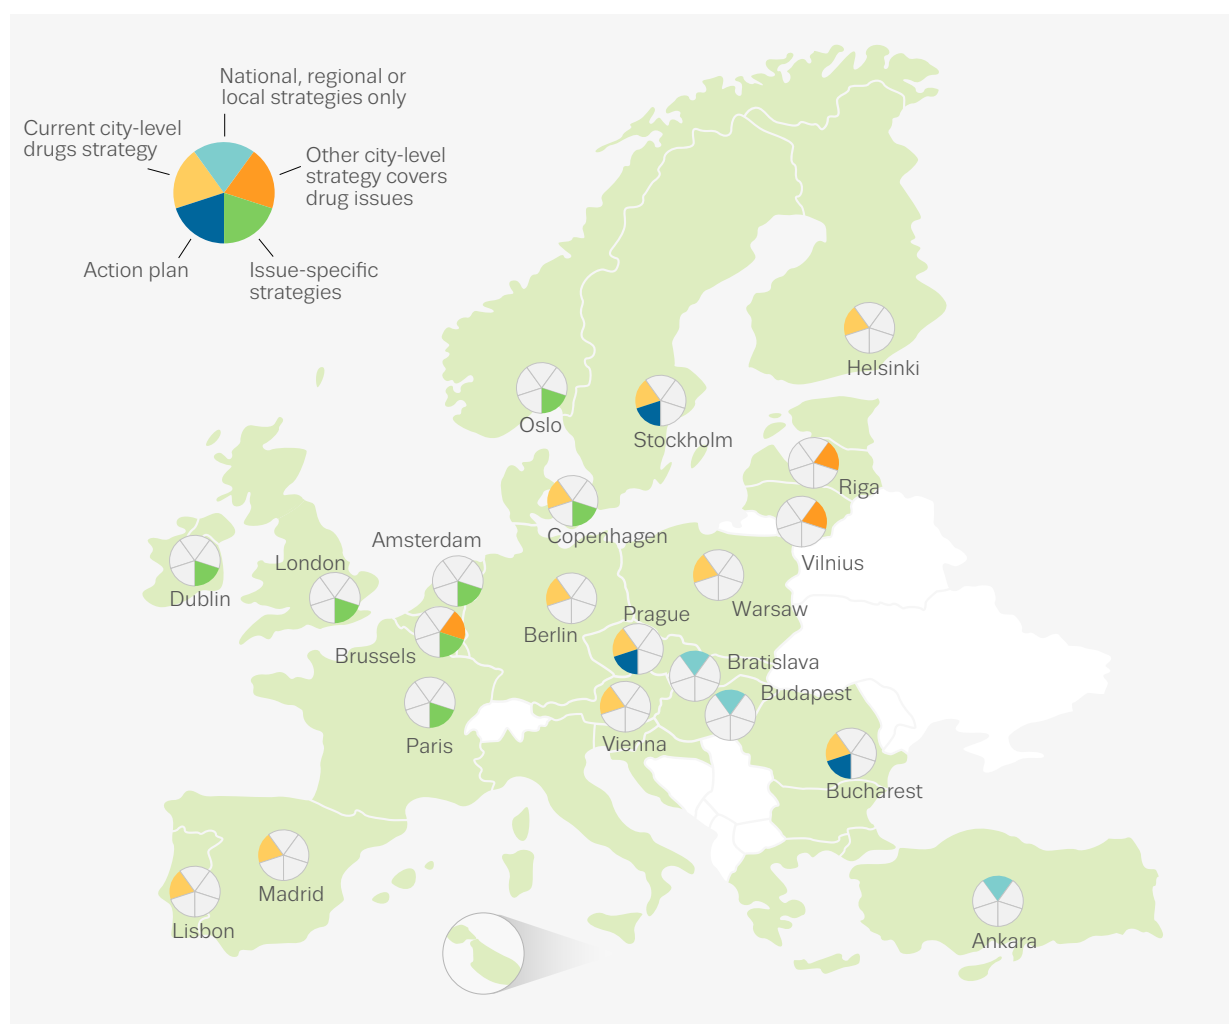 National, regional or
local strategies only
Current city-level
drugs strategy
Other city-level
strategy covers
drug issues
Action plan
Issue-specific
strategies
Helsinki
Oslo
Stockholm
Riga
Copenhagen
Amsterdam
London
Vilnius
Dublin
Warsaw
Prague
Berlin
Brussels
Bratislava
Budapest
Paris
Vienna
Bucharest
Madrid
Lisbon
Ankara